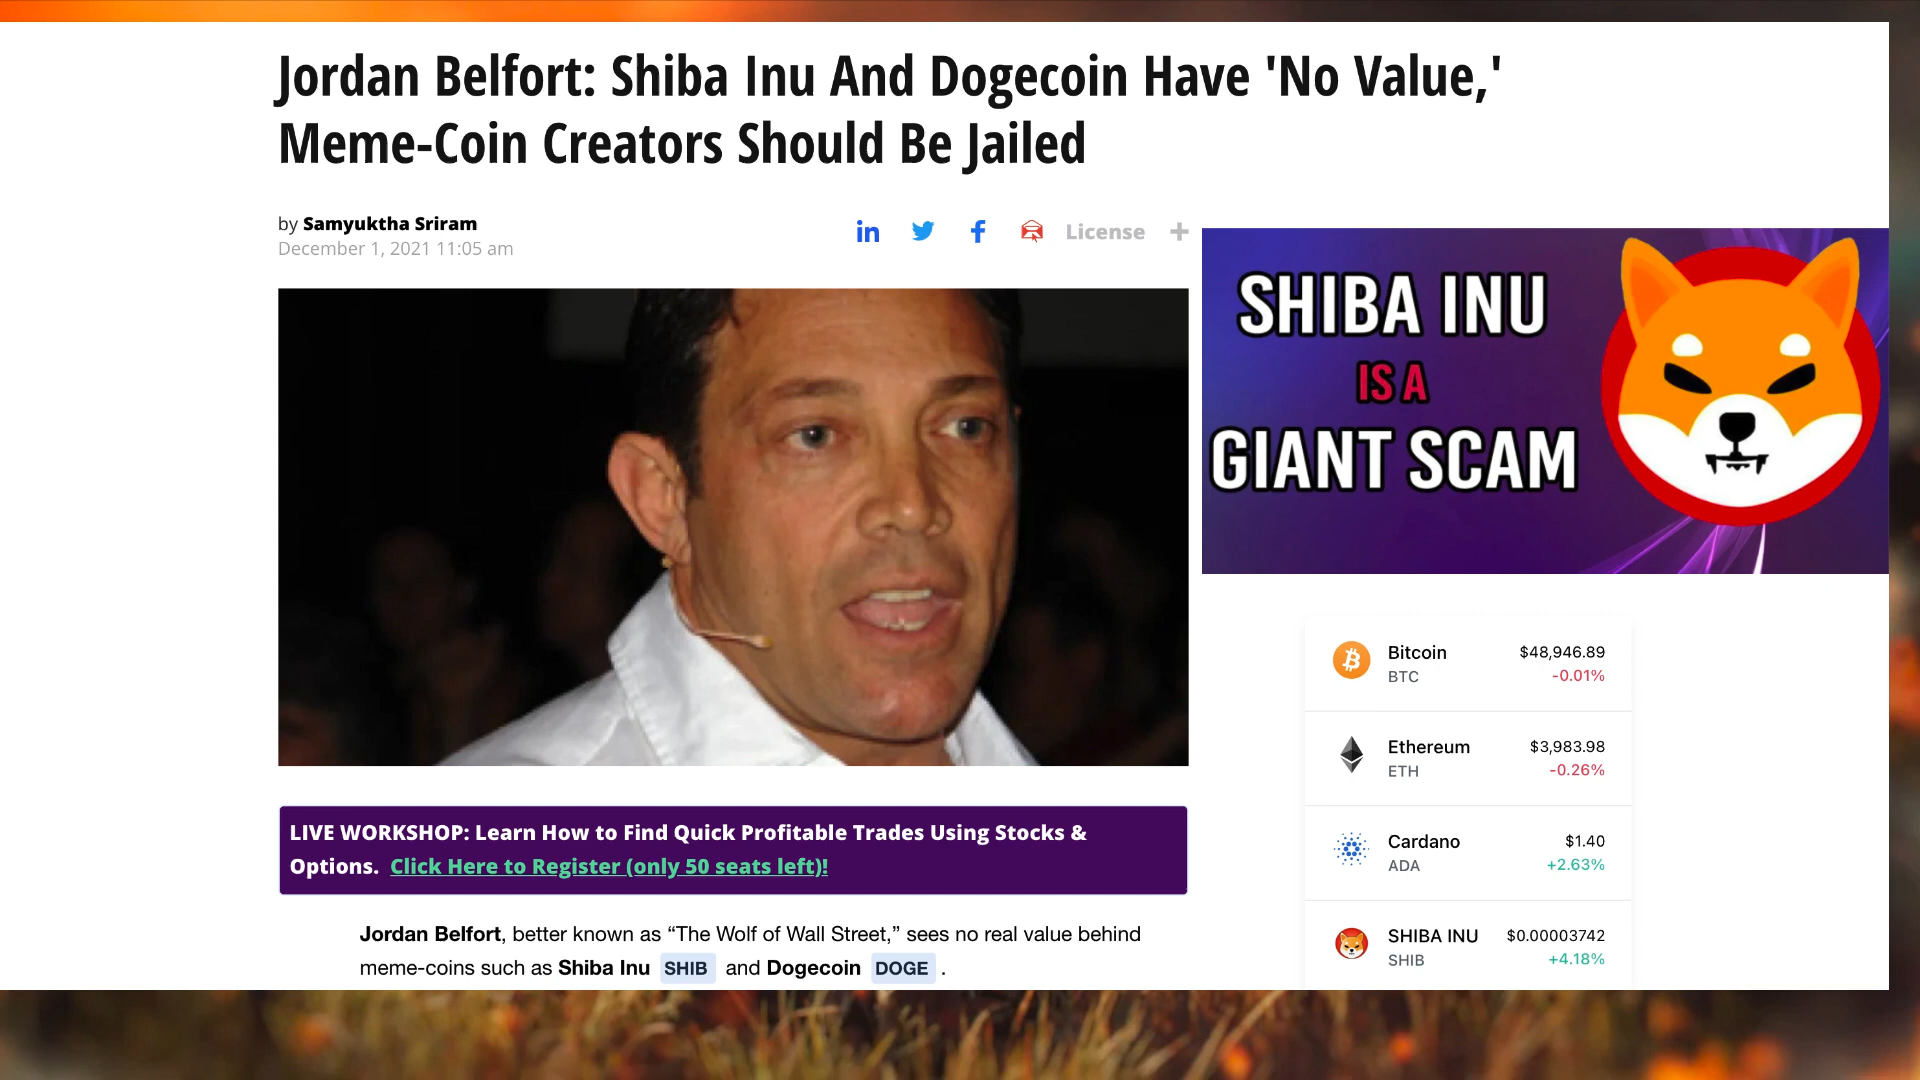 Jordan Belfort: Shiba Inu And Dogecoin Have 'No Value,'
Meme-Coin Creators Should Be Jailed
by Samyuktha Sriram
December 1, 2021 11:05 am
License +
SHIBA INU
IS A
GIANT SCAM
LIVE WORKSHOP: Learn How to Find Quick Profitable Trades Using Stocks &
Options. Click Here to Register (only 50 seats left)!
Jordan Belfort, better known as “The Wolf of Wall Street,” sees no real value behind
meme-coins such as Shiba Inu SHIB and Dogecoin DOGE .
Bitcoin $48,946.89
BTC -0.01%
Ethereum $3,983.98
ETH -0.26%
Cardano $1.40
ADA +2.63%
SHIBA INU $0.00003742
SHIB +4.18%